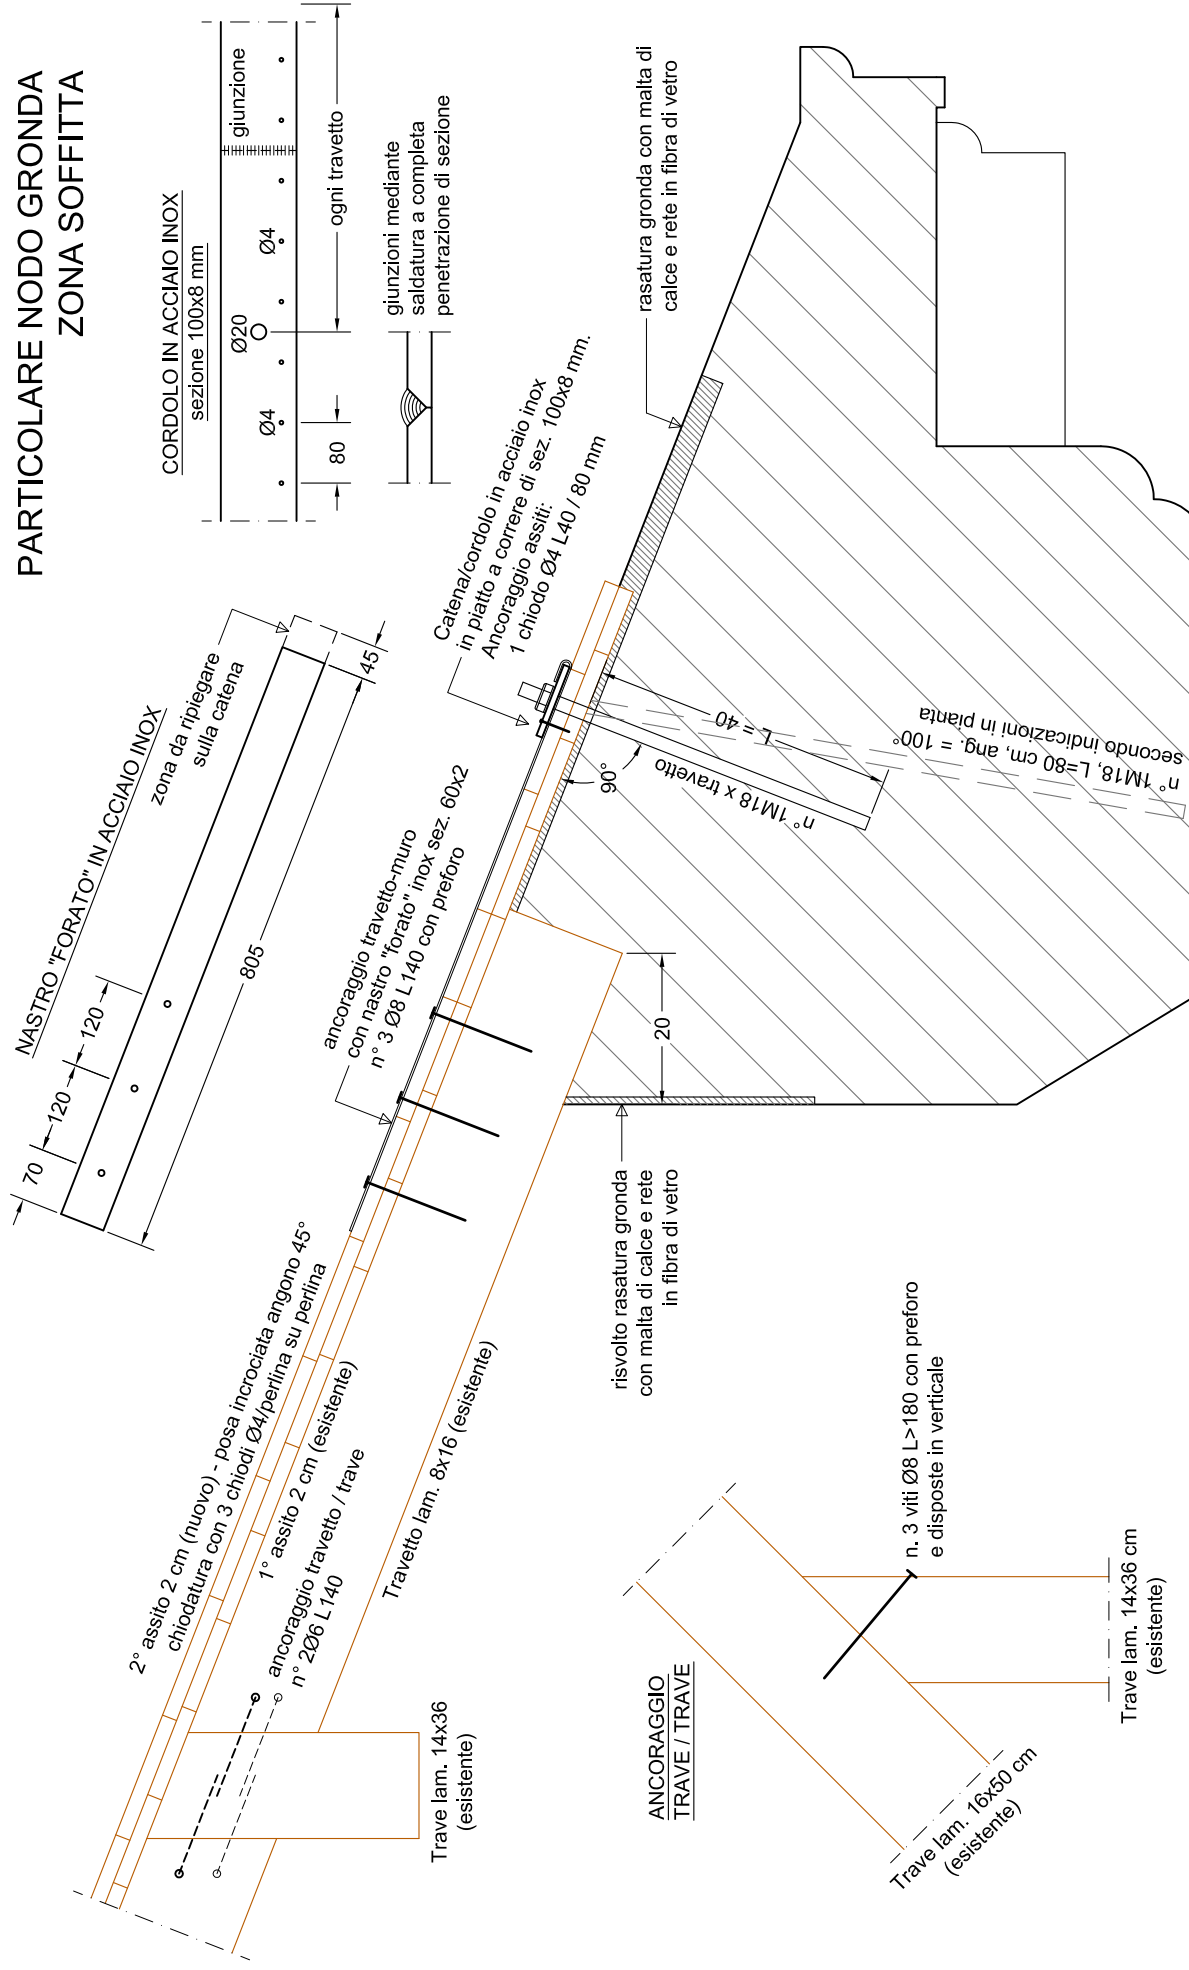 PARTICOLARE NODO GRONDA
ZONA SOFFITTA
NASTRO "FORATO" IN ACCIAIO INOX
zona da ripiegare
sulla catena
70
120
120
805
45
CORDOLO IN ACCIAIO INOX
sezione 100x8 mm
Ø4
Ø20
Ø4
giunzione
80
ogni travetto
giunzioni mediante
saldatura a completa
penetrazione di sezione
2° assito 2 cm (nuovo) - posa incrociata angono 45°
chiodatura con 3 chiodi Ø4/perlina su perlina
1° assito 2 cm (esistente)
ancoraggio travetto / trave
n° 2Ø6 L140
Travetto lam. 8x16 (esistente)
Trave lam. 14x36
(esistente)
ancoraggio travetto-muro
con nastro "forato" inox sez. 60x2
n° 3 Ø8 L140 con preforo
Catena/cordolo in acciaio inox
in piatto a correre di sez. 100x8 mm.
Ancoraggio assiti:
1 chiodo Ø4 L40 / 80 mm
rasatura gronda con malta di
calce e rete in fibra di vetro
90°
n° 1M18 x travetto
L = 40
n° 1M18, L=80 cm, ang. = 100°
secondo indicazioni in pianta
20
risvolto rasatura gronda
con malta di calce e rete
in fibra di vetro
ANCORAGGIO
TRAVE / TRAVE
n. 3 viti Ø8 L>180 con preforo
e disposte in verticale
Trave lam. 16x50 cm
(esistente)
Trave lam. 14x36 cm
(esistente)